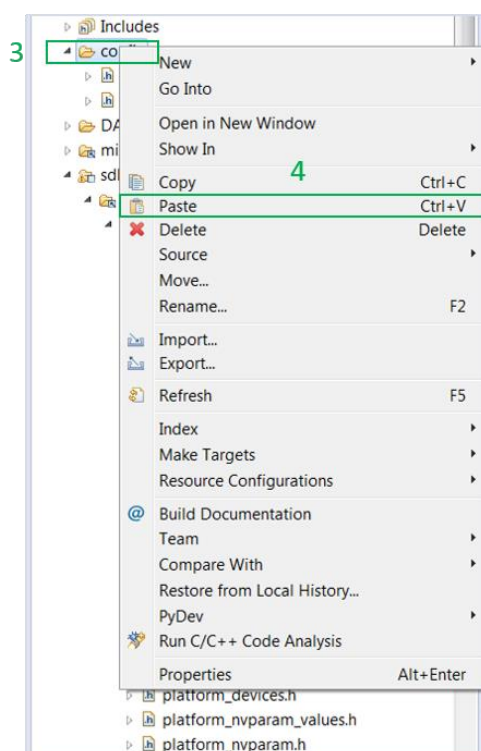 Includes
3
co
New
Go Into
DA
Open in New Window
mi
Show In
4
sdl
Copy Ctrl+C
Paste Ctrl+V
Delete Delete
Source
Move...
Rename... F2
Import...
Export...
Refresh F5
Index
Make Targets
Resource Configurations
@ Build Documentation
Team
Compare With
Restore from Local History...
PyDev
Run C/C++ Code Analysis
Properties Alt+Enter
platform_devices.h
platform_nvparam_values.h
platform_nvparam.h